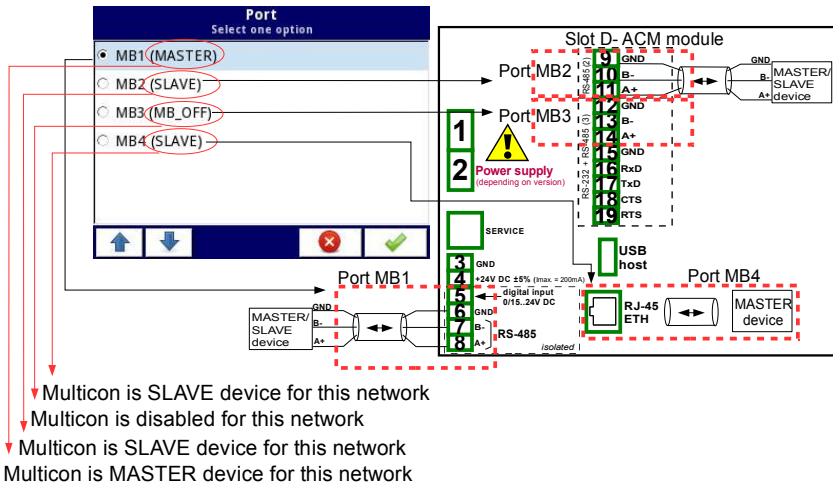 Port
Select one option
MB1 (MASTER)
MB2 (SLAVE)
MB3 (MB_OFF)
MB4 (SLAVE)
Slot D- ACM module
Port MB2
RS-485 (2)
9 GND
10 B-
11 A+
GND
B-
A+
MASTER/
SLAVE
device
Port MB3
RS-232 + RS-485 (3)
12 GND
13 B-
14 A+
15 GND
16 RxD
17 TxD
18 CTS
19 RTS
1
2
Power supply
(depending on version)
SERVICE
USB
host
3 GND
4 +24V DC ±5% (Imax. = 200mA)
5 digital input
0/15..24V DC
6 GND
7 B-
8 A+
RS-485
isolated
Port MB1
MASTER/
SLAVE
device
GND
B-
A+
Port MB4
RJ-45
ETH
MASTER
device
Multicon is SLAVE device for this network
Multicon is disabled for this network
Multicon is SLAVE device for this network
Multicon is MASTER device for this network